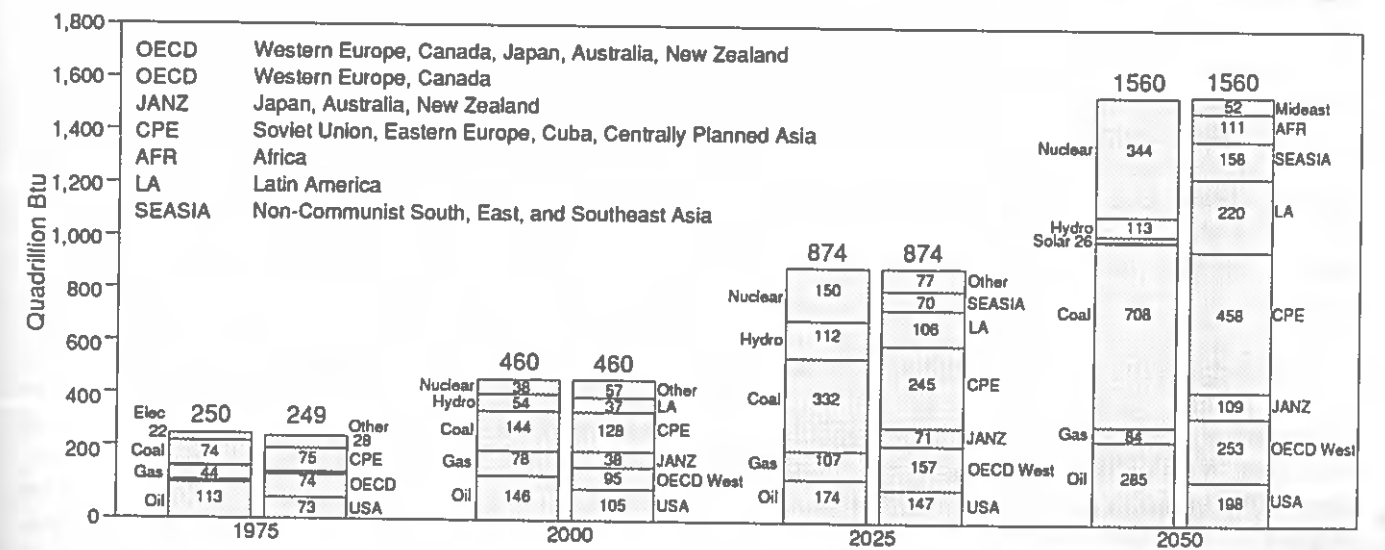 1,800
1,600
1,400
1,200
1,000
800
600
400
200
0
Quadrillion Btu
OECD Western Europe, Canada, Japan, Australia, New Zealand
OECD Western Europe, Canada
JANZ Japan, Australia, New Zealand
CPE Soviet Union, Eastern Europe, Cuba, Centrally Planned Asia
AFR Africa
LA Latin America
SEASIA Non-Communist South, East, and Southeast Asia
250
Elec
22
Coal 74
Gas 44
Oil 113
249
Other
28
75 CPE
74 OECD
73 USA
1975
460
Nuclear 38
Hydro 54
Coal 144
Gas 78
Oil 146
460
57 Other
37 LA
128 CPE
38 JANZ
95 OECD West
105 USA
2000
874
Nuclear 150
Hydro 112
Coal 332
Gas 107
Oil 174
874
77 Other
70 SEASIA
106 LA
245 CPE
71 JANZ
157 OECD West
147 USA
2025
1560
Nuclear 344
Hydro 113
Solar 26
Coal 708
Gas 84
Oil 285
1560
52 Mideast
111 AFR
158 SEASIA
220 LA
458 CPE
109 JANZ
253 OECD West
198 USA
2050